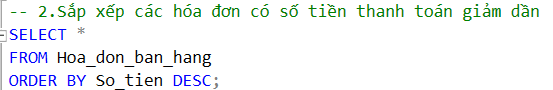 -- 2.Sắp xếp các hóa đơn có số tiền thanh toán giảm dần
SELECT *
FROM Hoa_don_ban_hang
ORDER BY So_tien DESC;